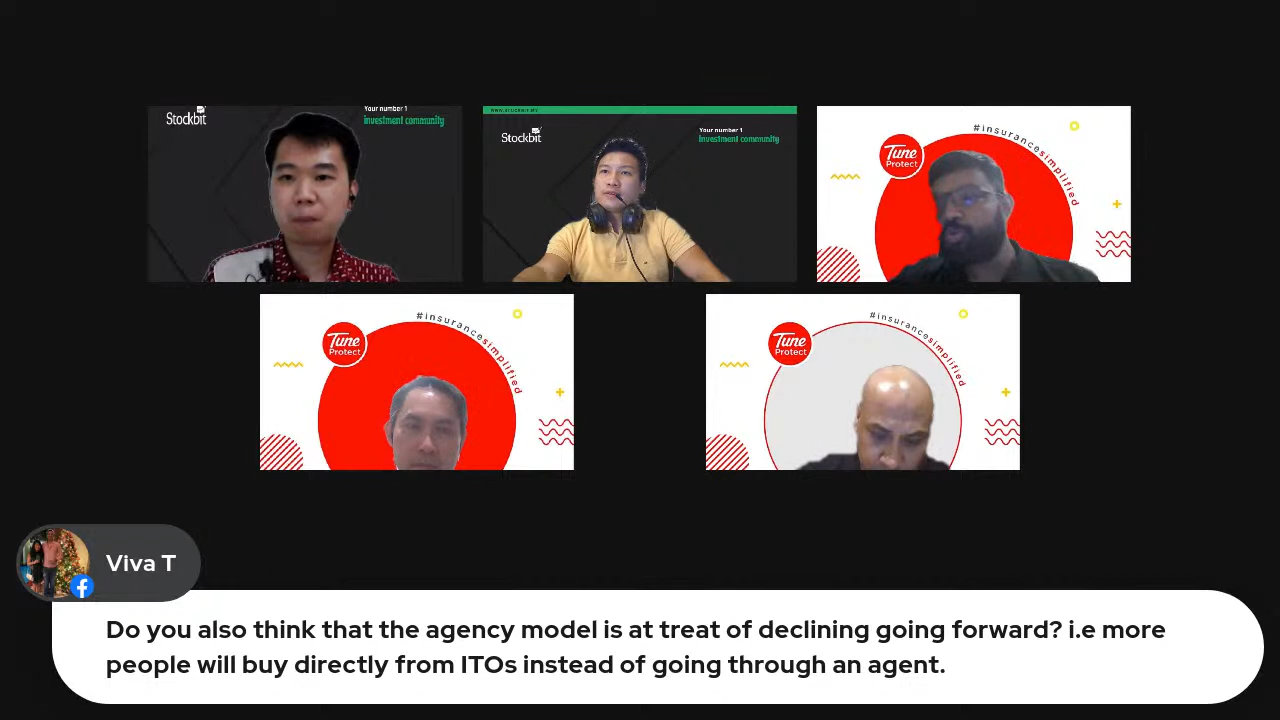 Stockbit
Your number 1
investment community
Stockbit
Your number 1
investment community
Tune
Protect
#insurancesimplified
Tune
Protect
#insurancesimplified
Tune
Protect
#insurancesimplified
Viva T
Do you also think that the agency model is at treat of declining going forward? i.e more
people will buy directly from ITOs instead of going through an agent.